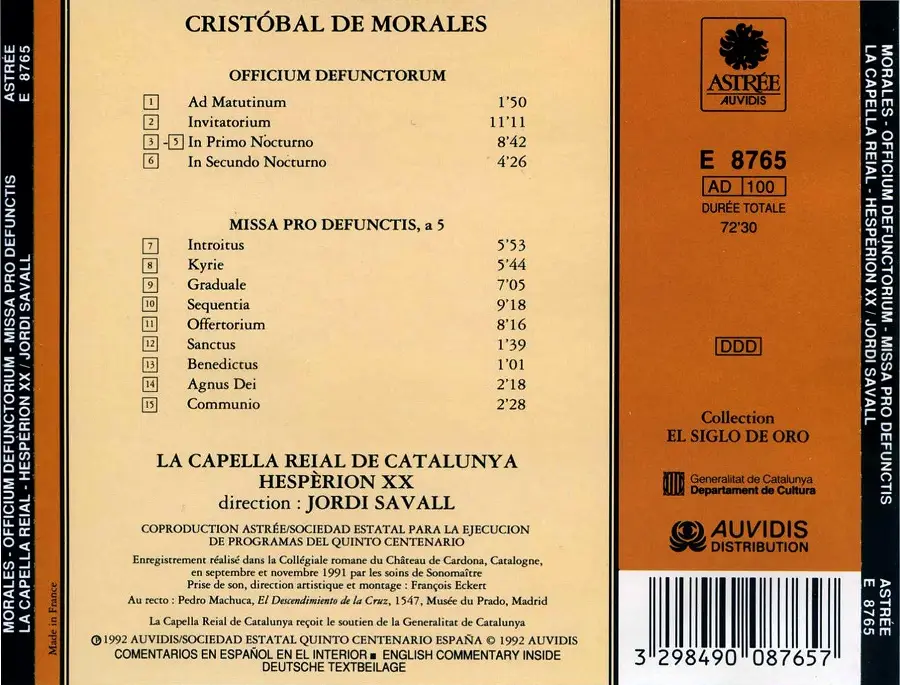 CRISTÓBAL DE MORALES
OFFICIUM DEFUNCTORUM
1 Ad Matutinum 1'50
2 Invitatorium 11'11
3 - 5 In Primo Nocturno 8'42
6 In Secundo Nocturno 4'26
MISSA PRO DEFUNCTIS, a 5
7 Introitus 5'53
8 Kyrie 5'44
9 Graduale 7'05
10 Sequentia 9'18
11 Offertorium 8'16
12 Sanctus 1'39
13 Benedictus 1'01
14 Agnus Dei 2'18
15 Communio 2'28
LA CAPELLA REIAL DE CATALUNYA
HESPÈRION XX
direction : JORDI SAVALL
COPRODUCTION ASTRÉE/SOCIEDAD ESTATAL PARA LA EJECUCION
DE PROGRAMAS DEL QUINTO CENTENARIO
Enregistrement réalisé dans la Collégiale romane du Château de Cardona, Catalogne,
en septembre et novembre 1991 par les soins de Sonomaître
Prise de son, direction artistique et montage : François Eckert
Au recto : Pedro Machuca, El Descendimiento de la Cruz, 1547, Musée du Prado, Madrid
La Capella Reial de Catalunya reçoit le soutien de la Generalitat de Catalunya
℗ 1992 AUVIDIS/SOCIEDAD ESTATAL QUINTO CENTENARIO ESPAÑA © 1992 AUVIDIS
COMENTARIOS EN ESPAÑOL EN EL INTERIOR ■ ENGLISH COMMENTARY INSIDE
DEUTSCHE TEXTBEILAGE
ASTRÉE
AUVIDIS
E 8765
AD 100
DURÉE TOTALE
72'30
DDD
Collection
EL SIGLO DE ORO
Generalitat de Catalunya
Departament de Cultura
AUVIDIS
DISTRIBUTION
3 298490 087657
Made in France
MORALES - OFFICIUM DEFUNCTORIUM - MISSA PRO DEFUNCTIS
LA CAPELLA REIAL - HESPÈRION XX / JORDI SAVALL
ASTRÉE
E 8765
MORALES - OFFICIUM DEFUNCTORIUM - MISSA PRO DEFUNCTIS
LA CAPELLA REIAL - HESPÈRION XX / JORDI SAVALL
ASTRÉE
E 8765